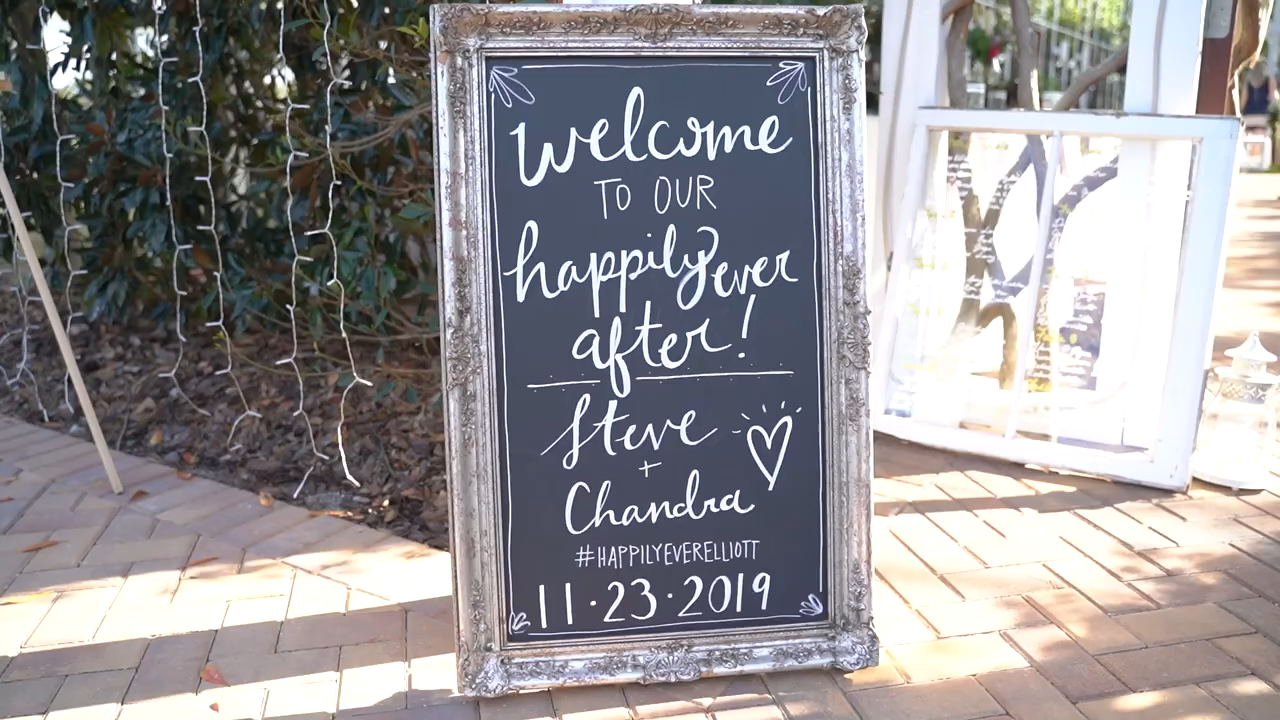 welcome
TO OUR
happily ever
after!
Steve
+
Chandra
#HAPPILYEVERELLIOTT
11·23·2019